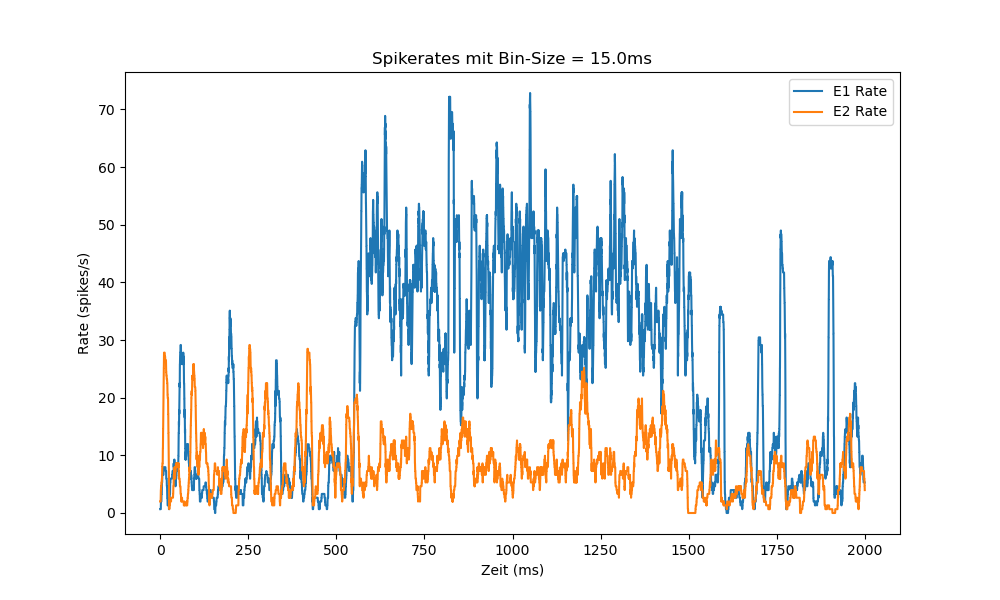 Spikerates mit Bin-Size = 15.0ms
E1 Rate
E2 Rate
70
60
50
40
30
20
10
0
Rate (spikes/s)
0 250 500 750 1000 1250 1500 1750 2000
Zeit (ms)